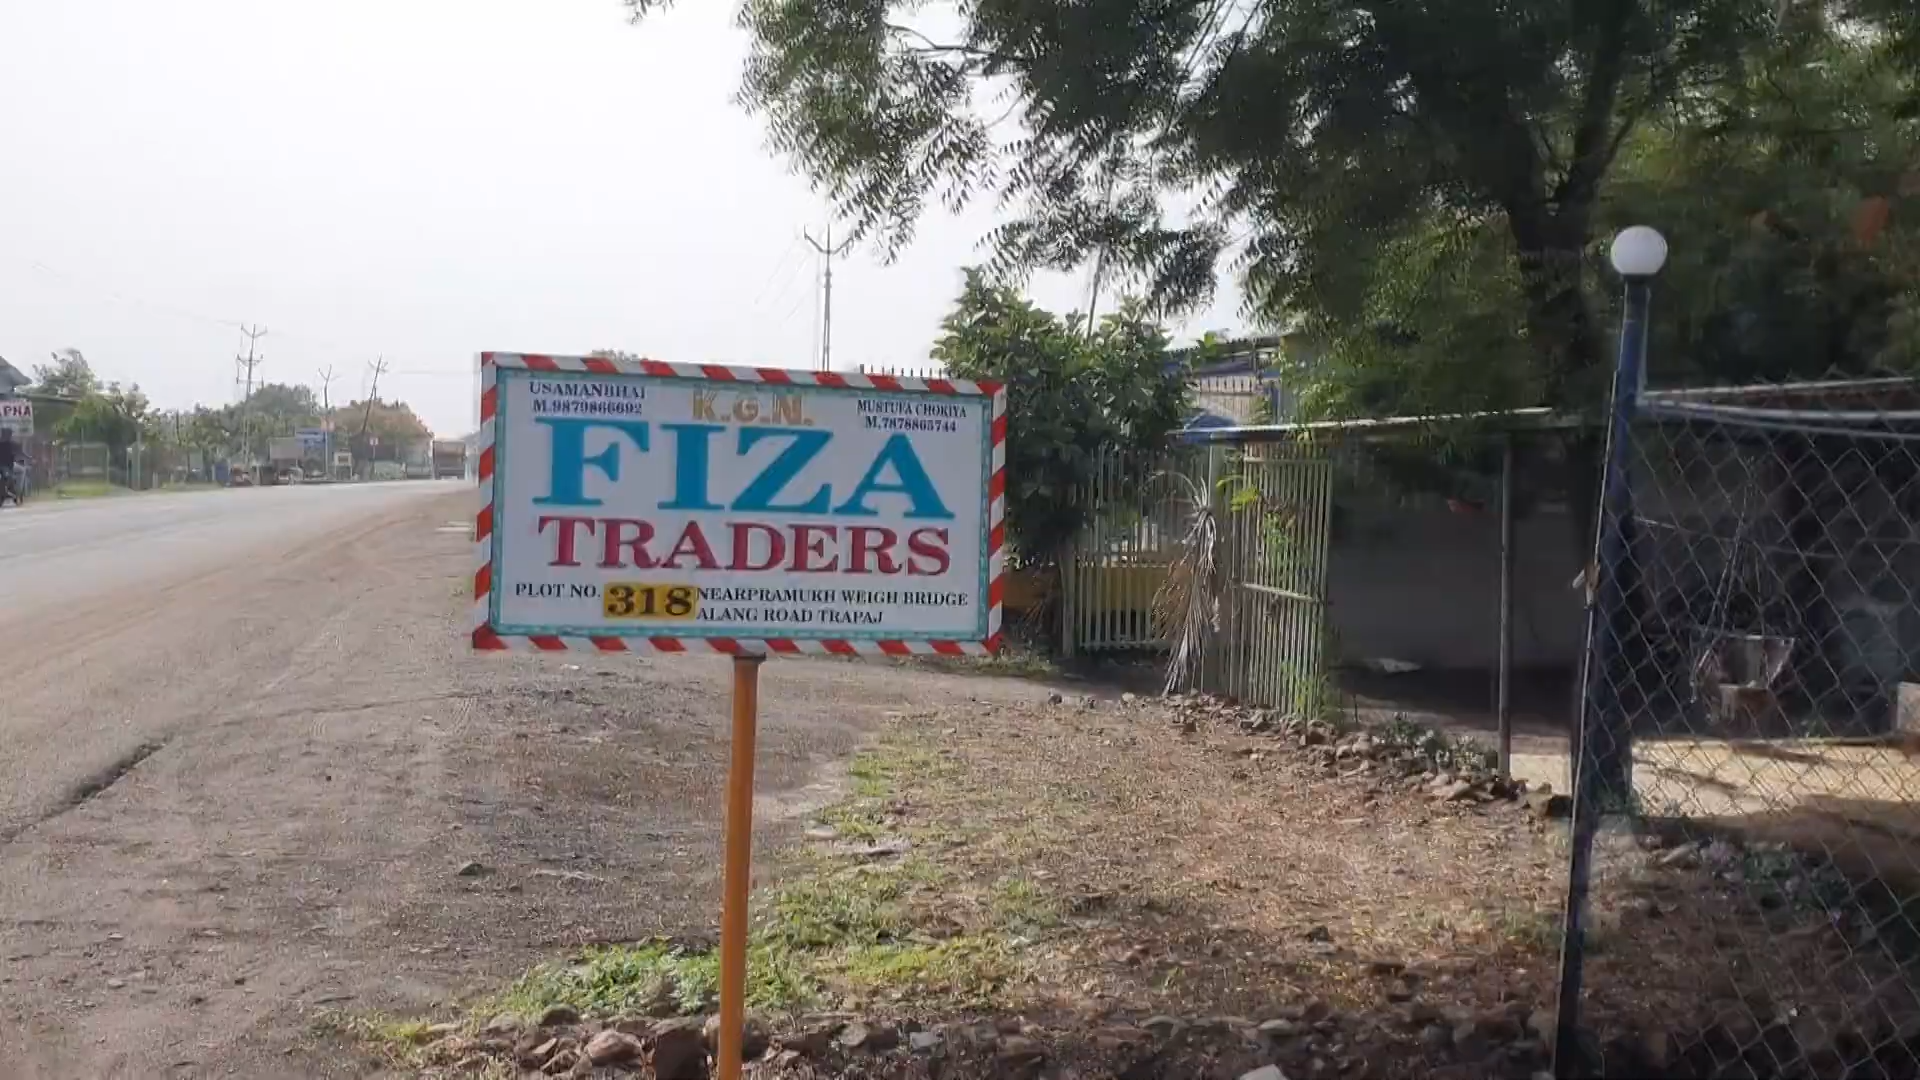 USAMANBHAI
M.9879866692
K.G.N.
MUSTUFA CHOKIYA
M.7878865744
FIZA
TRADERS
PLOT NO. 318 NEARPRAMUKH WEIGH BRIDGE
ALANG ROAD TRAPAJ